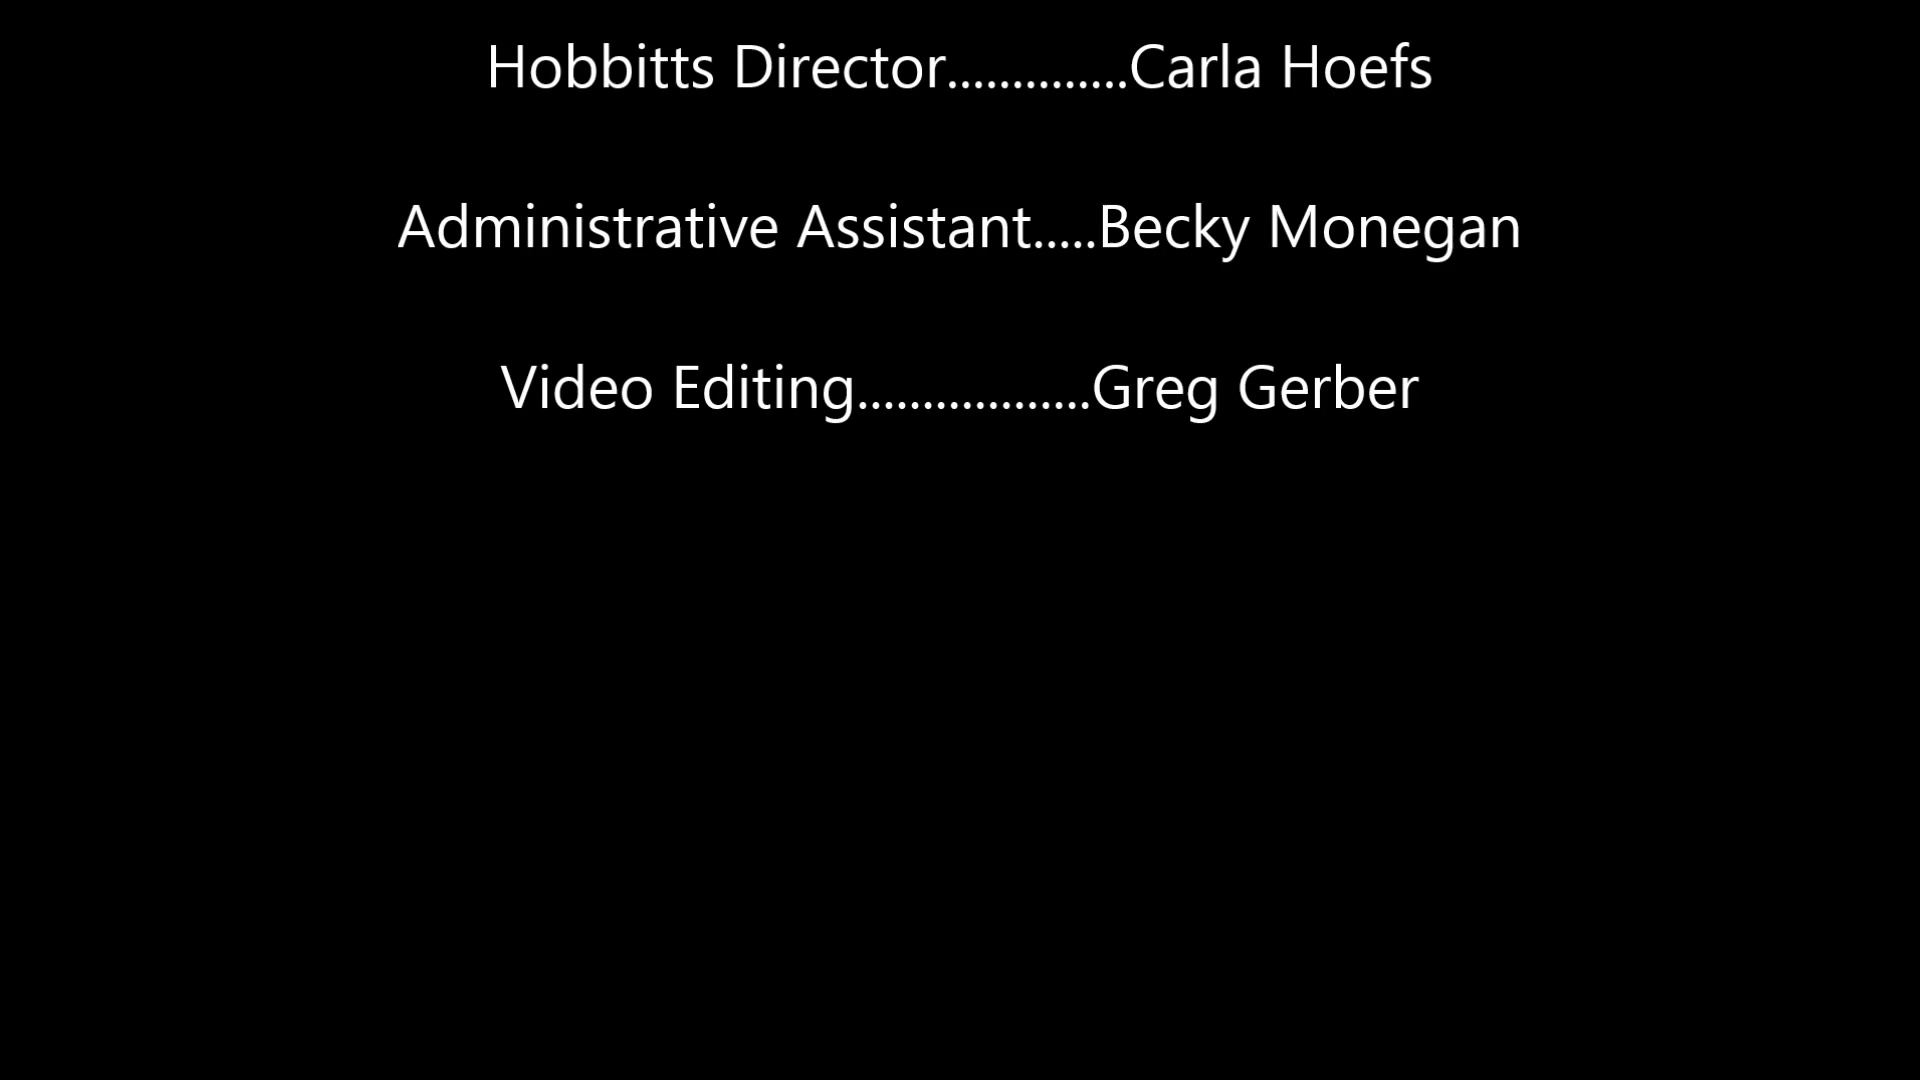 Hobbitts Director..............Carla Hoefs
Administrative Assistant.....Becky Monegan
Video Editing..................Greg Gerber